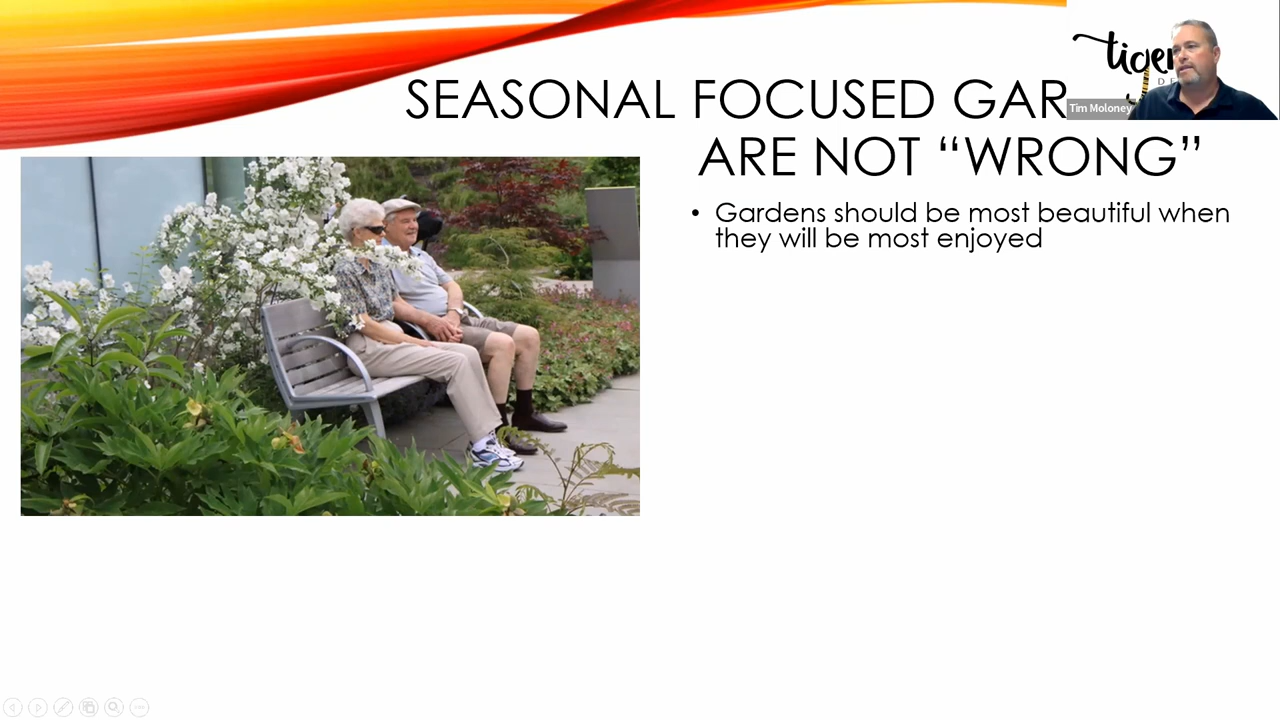 SEASONAL FOCUSED GAR
ARE NOT “WRONG”
• Gardens should be most beautiful when
they will be most enjoyed
Tim Moloney